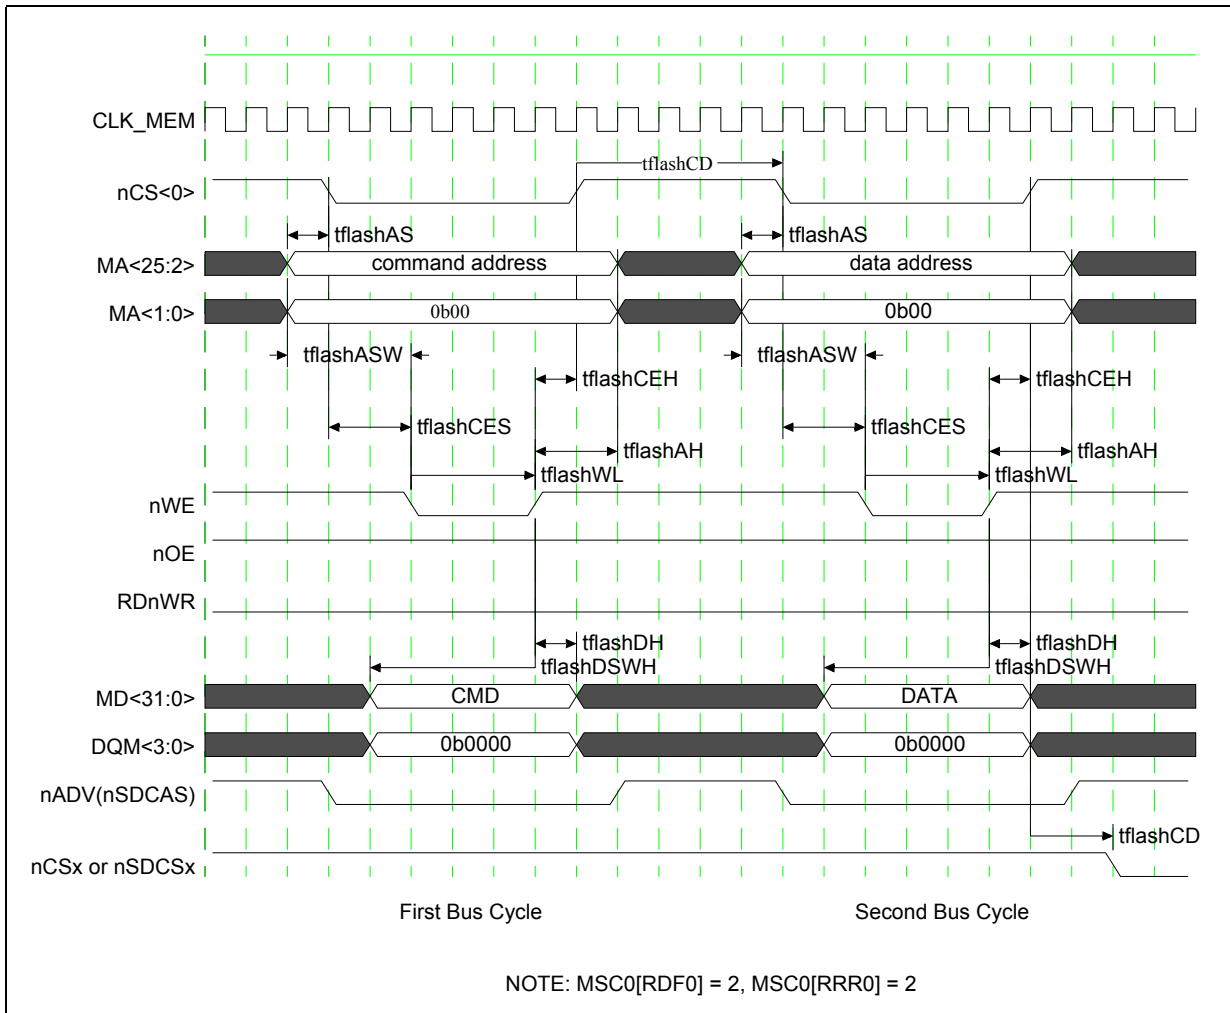 CLK_MEM
tflashCD
nCS<0>
tflashAS tflashAS
MA<25:2> command address data address
MA<1:0> 0b00 0b00
tflashASW tflashASW
tflashCEH tflashCEH
tflashCES tflashCES
tflashAH tflashAH
tflashWL tflashWL
nWE
nOE
RDnWR
tflashDH tflashDH
tflashDSWH tflashDSWH
MD<31:0> CMD DATA
DQM<3:0> 0b0000 0b0000
nADV(nSDCAS)
tflashCD
nCSx or nSDCSx
First Bus Cycle Second Bus Cycle
NOTE: MSC0[RDF0] = 2, MSC0[RRR0] = 2